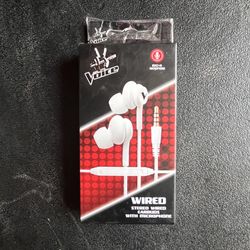 the
Voice
WIRED
STEREO WIRED
EARBUDS
WITH MICROPHONE